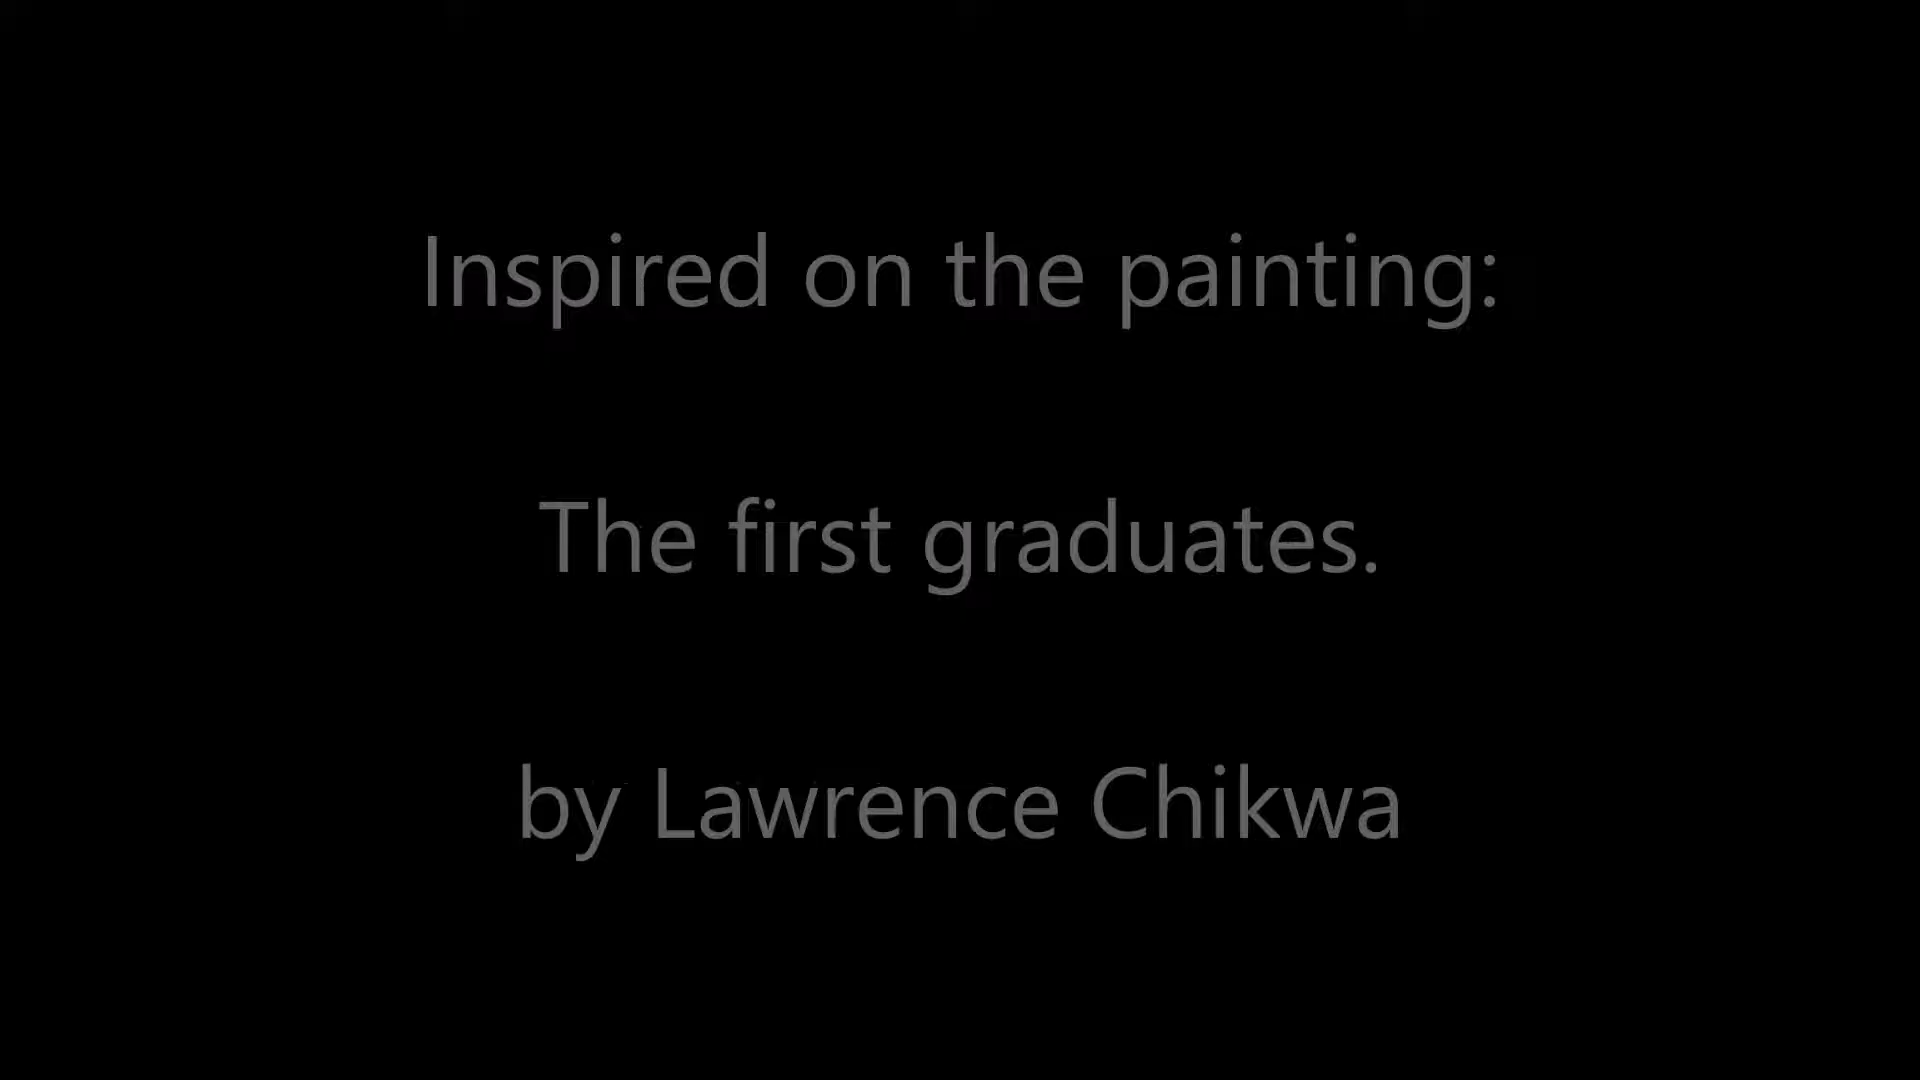 Inspired on the painting:
The first graduates.
by Lawrence Chikwa